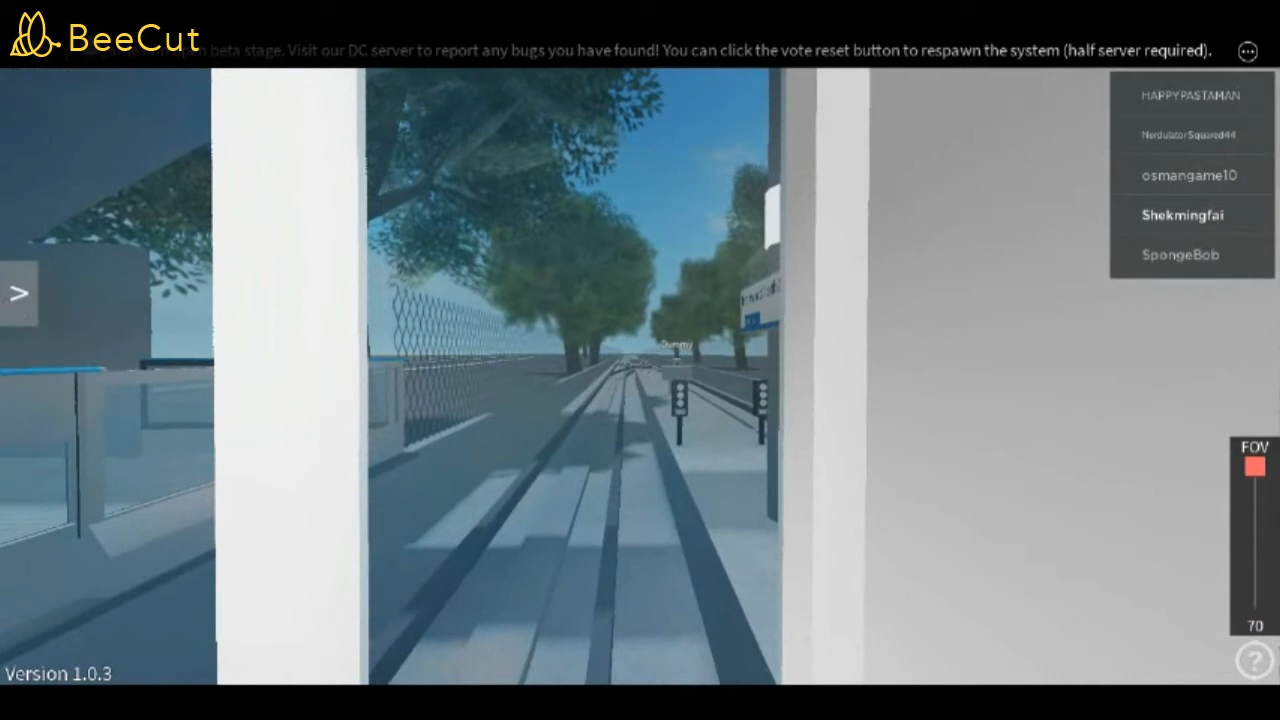 BeeCut
beta stage. Visit our DC server to report any bugs you have found! You can click the vote reset button to respawn the system (half server required).
HAPPYPASTAMAN
NerdulatorSquared44
osmangame10
Shekmingfai
SpongeBob
>
Dummy
FOV
70
?
Version 1.0.3